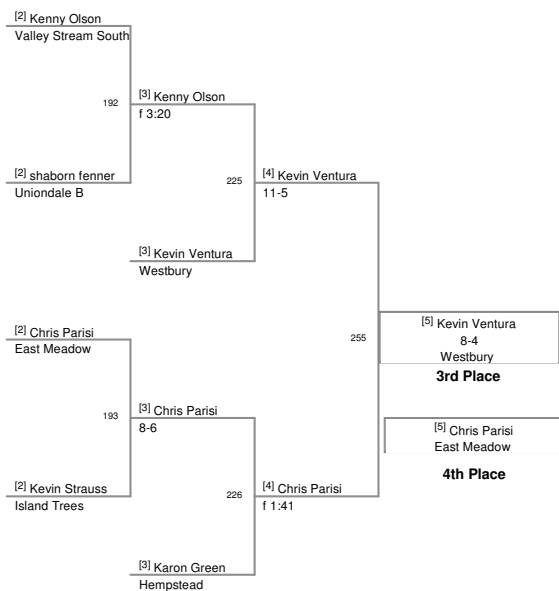 [2] Kenny Olson
Valley Stream South
192
[3] Kenny Olson
f 3:20
[2] shaborn fenner
Uniondale B
225
[4] Kevin Ventura
11-5
[3] Kevin Ventura
Westbury
255
[5] Kevin Ventura
8-4
Westbury
3rd Place
[2] Chris Parisi
East Meadow
193
[3] Chris Parisi
8-6
[5] Chris Parisi
East Meadow
4th Place
[2] Kevin Strauss
Island Trees
226
[4] Chris Parisi
f 1:41
[3] Karon Green
Hempstead